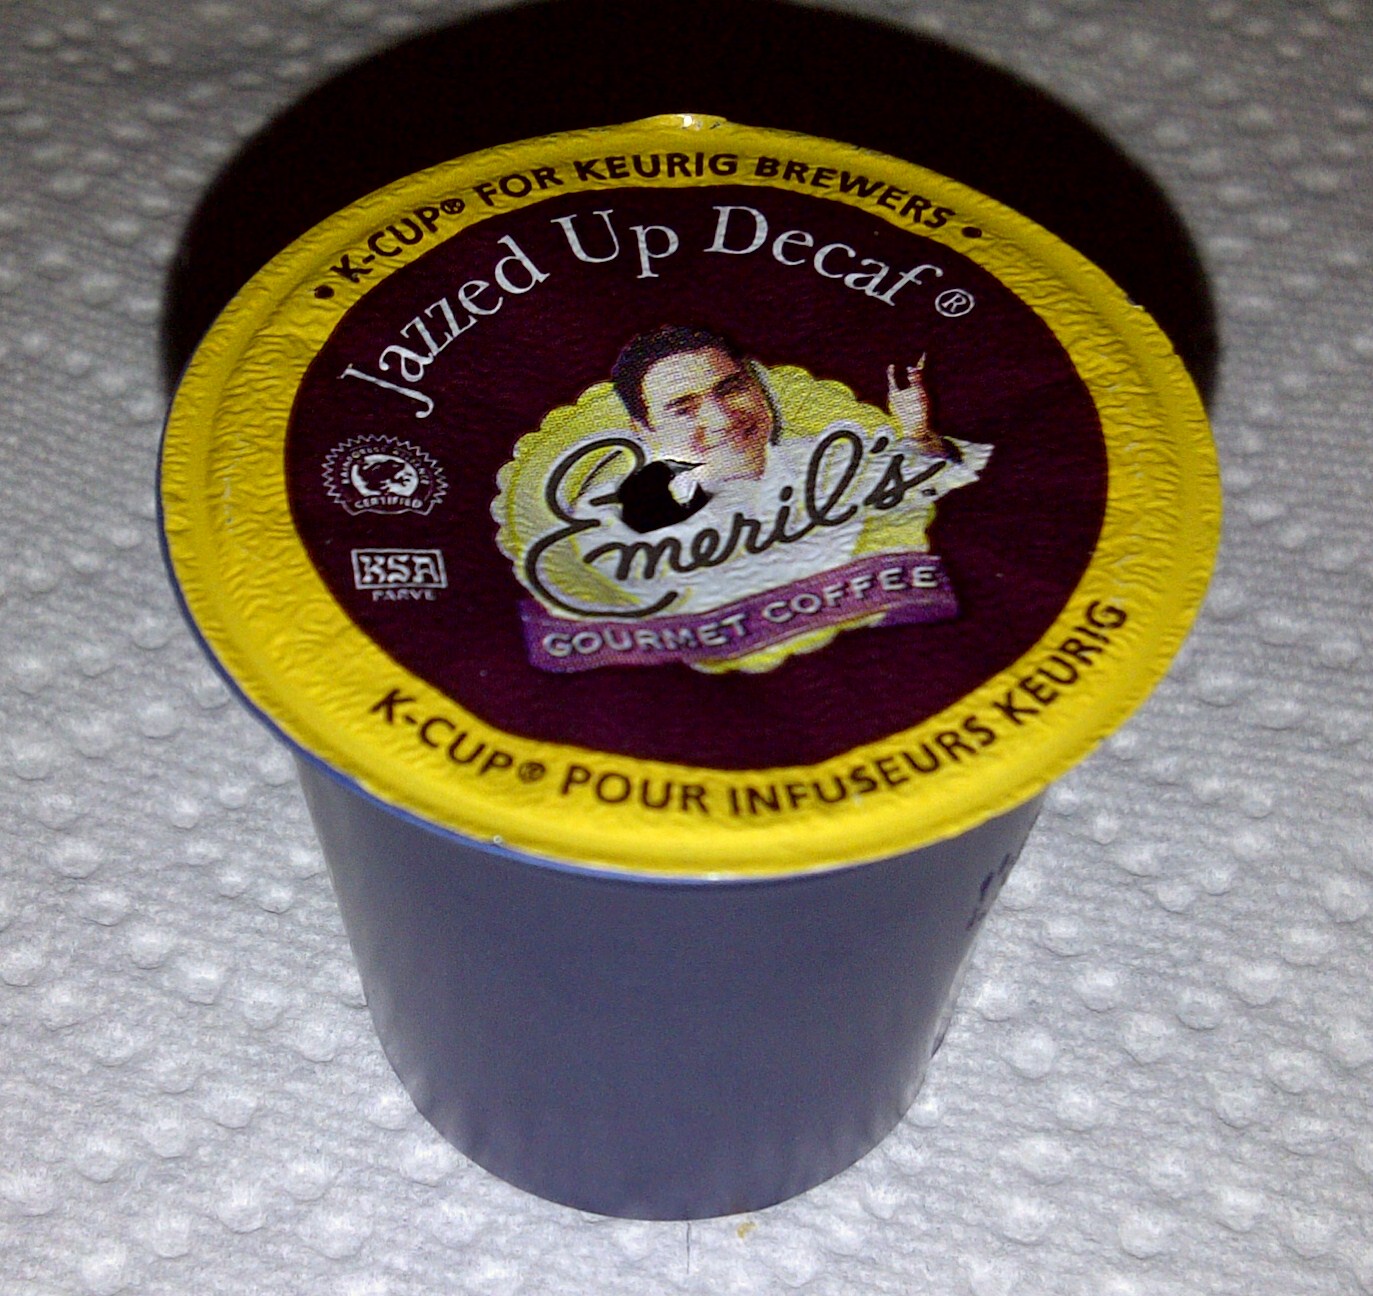 • K-CUP® FOR KEURIG BREWERS •
Jazzed Up Decaf ®
CERTIFIED
KSA
PARVE
Emeril's
GOURMET COFFEE
K-CUP® POUR INFUSEURS KEURIG